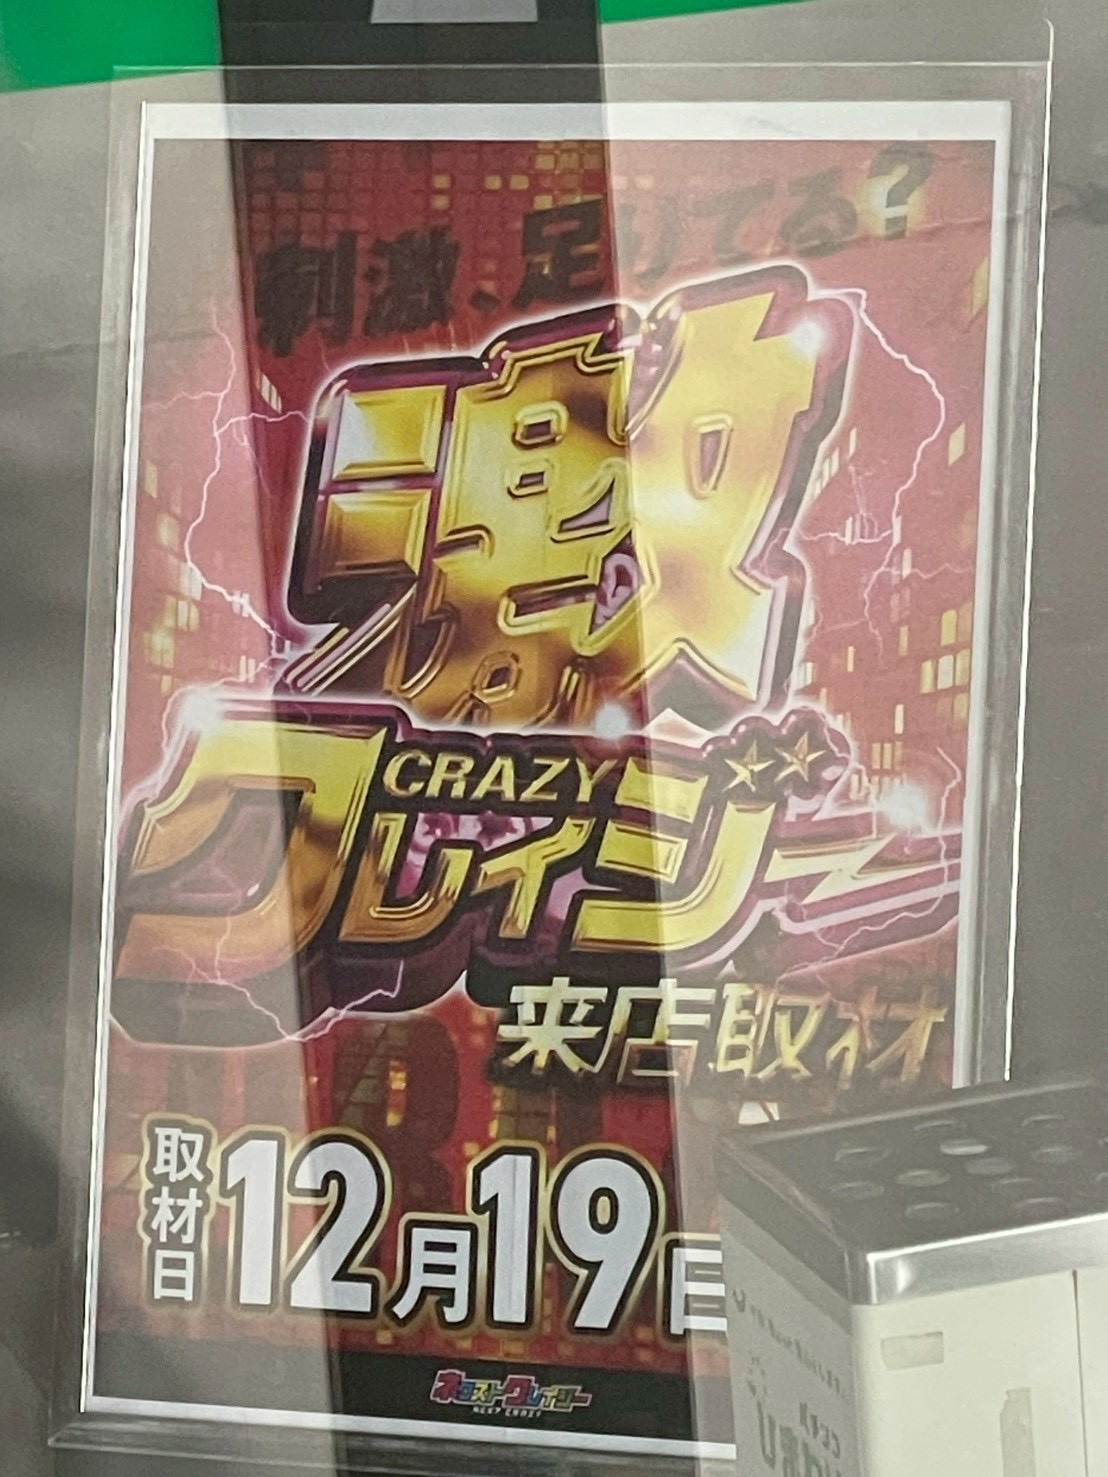 刺激、足りてる?
激
CRAZY
クレイジー
来店取材
取材日
12月19日
ネクストクレイジー
NEXT CRAZY